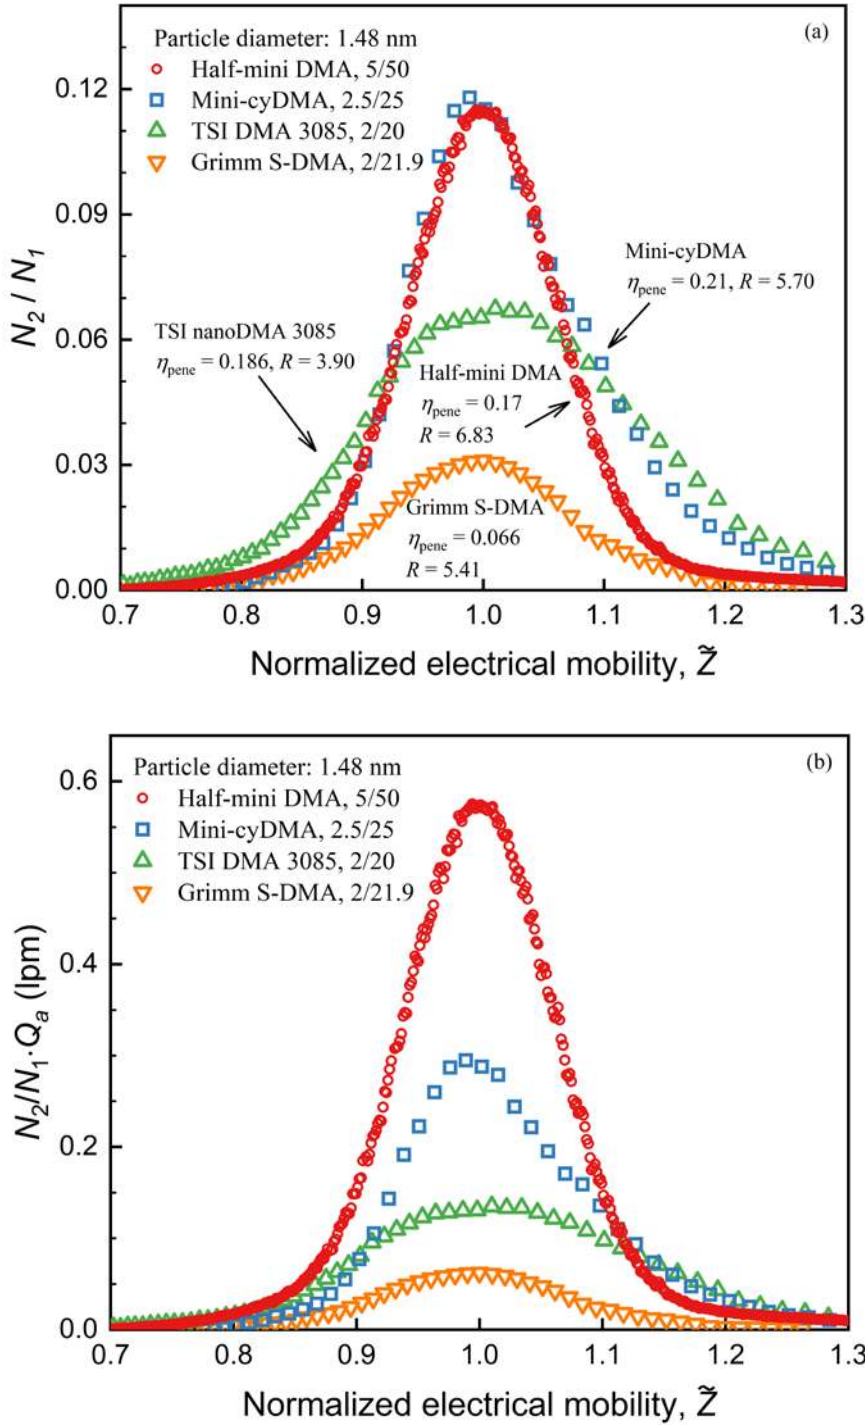 (a)
Particle diameter: 1.48 nm
Half-mini DMA, 5/50
Mini-cyDMA, 2.5/25
TSI DMA 3085, 2/20
Grimm S-DMA, 2/21.9
Mini-cyDMA
ηpene = 0.21, R = 5.70
TSI nanoDMA 3085
ηpene = 0.186, R = 3.90
Half-mini DMA
ηpene = 0.17
R = 6.83
Grimm S-DMA
ηpene = 0.066
R = 5.41
N2 / N1
0.12
0.09
0.06
0.03
0.00
0.7 0.8 0.9 1.0 1.1 1.2 1.3
Normalized electrical mobility, Z̃
(b)
Particle diameter: 1.48 nm
Half-mini DMA, 5/50
Mini-cyDMA, 2.5/25
TSI DMA 3085, 2/20
Grimm S-DMA, 2/21.9
N2/N1·Qa (lpm)
0.6
0.4
0.2
0.0
0.7 0.8 0.9 1.0 1.1 1.2 1.3
Normalized electrical mobility, Z̃